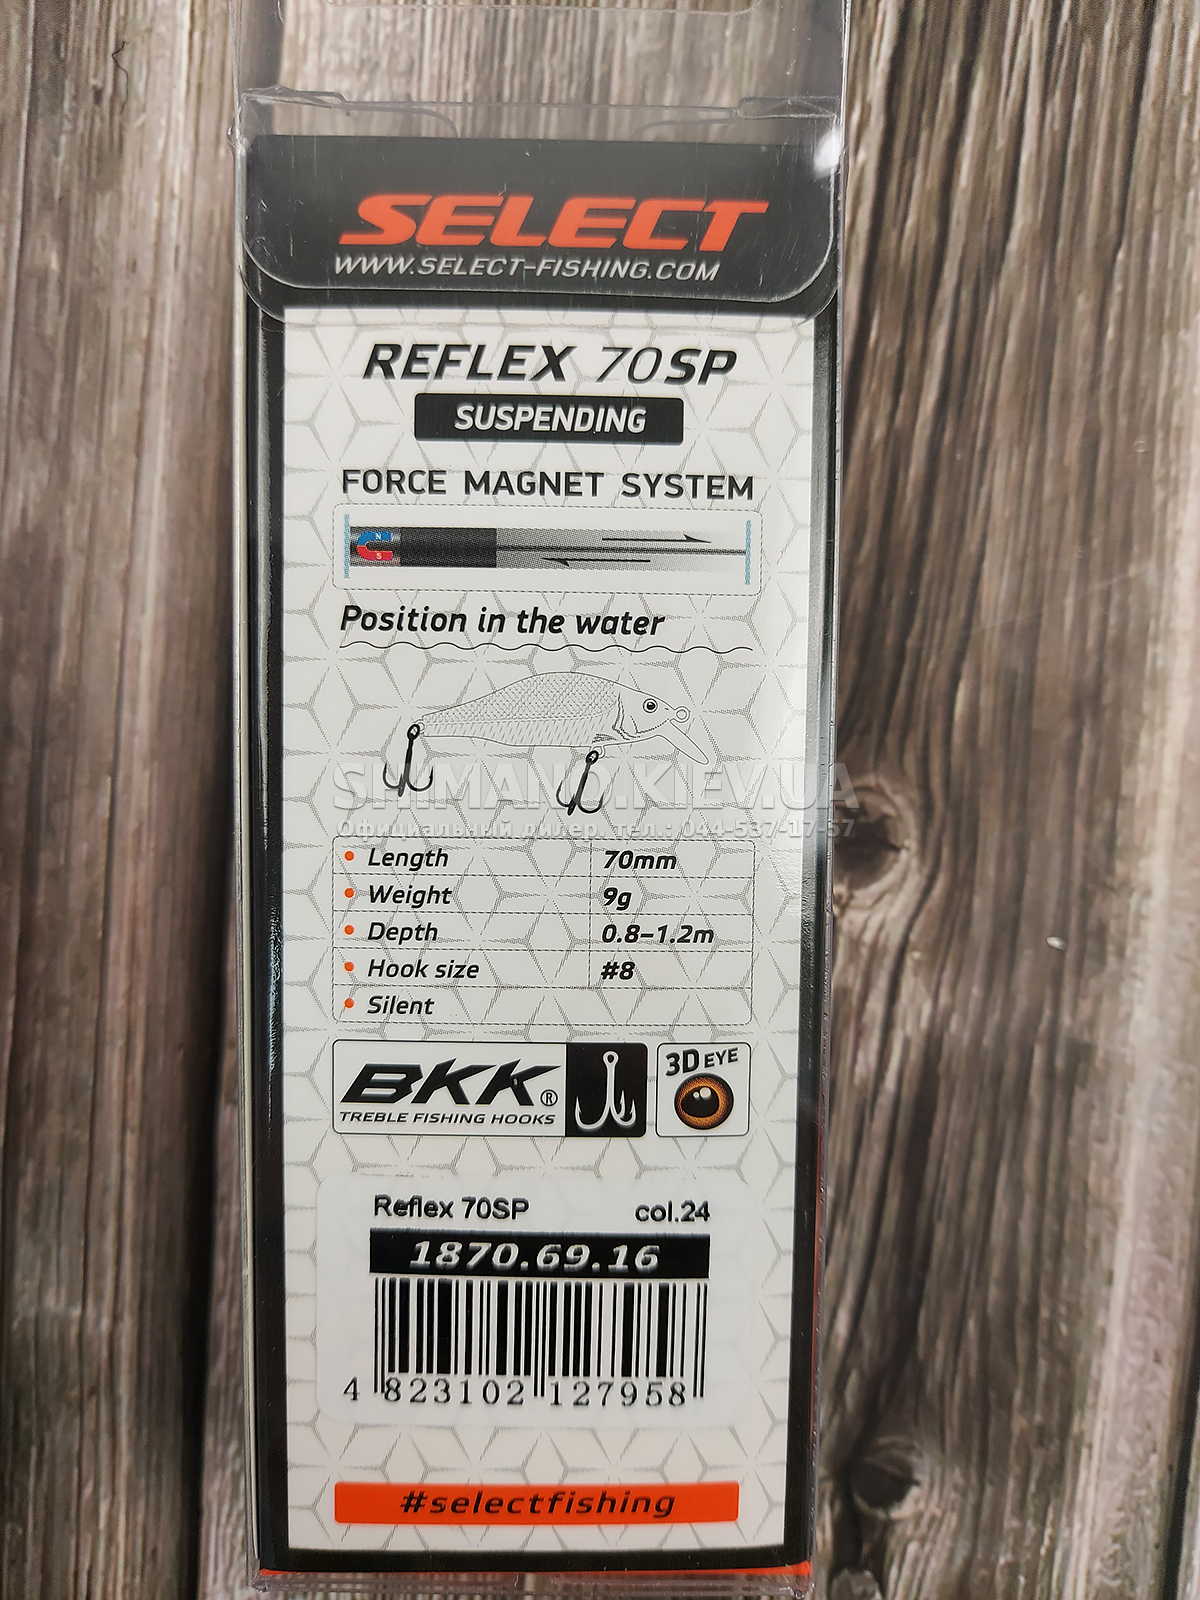 SELECT
WWW.SELECT-FISHING.COM
REFLEX 70SP
SUSPENDING
FORCE MAGNET SYSTEM
N
S
Position in the water
SHIMANO.KIEV.UA
Официальный дилер. тел.: 044-537-17-57
Length 70mm
Weight 9g
Depth 0.8–1.2m
Hook size #8
Silent
BKK®
TREBLE FISHING HOOKS
3D EYE
Reflex 70SP col.24
1870.69.16
4 823102 127958
#selectfishing